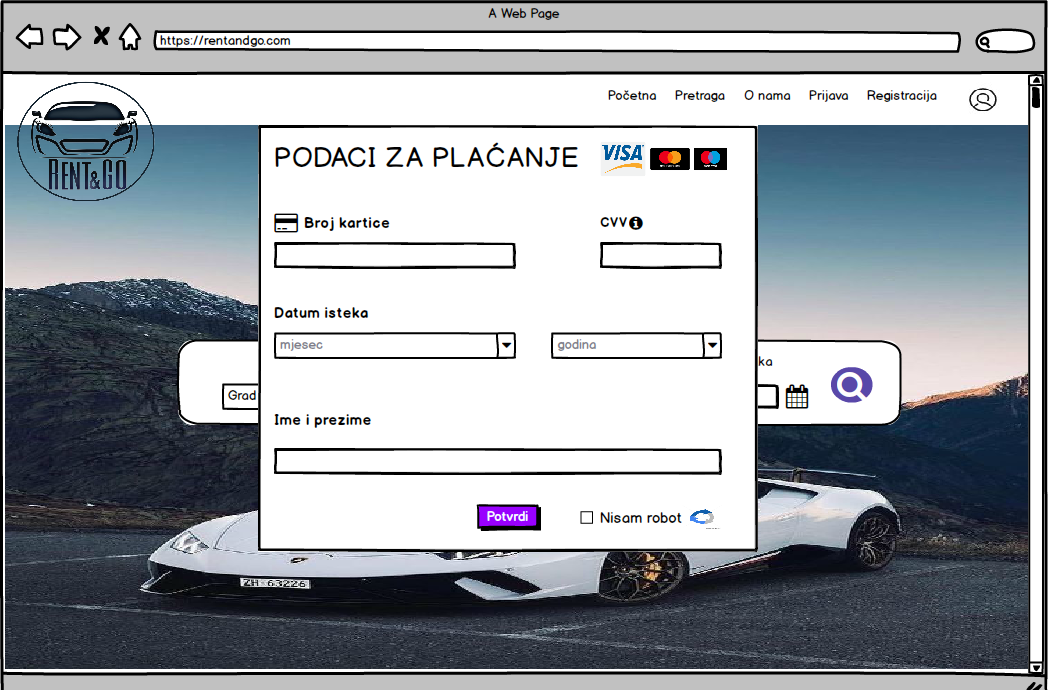 A Web Page
https://rentandgo.com
Početna Pretraga O nama Prijava Registracija
RENT&GO
PODACI ZA PLAĆANJE VISA
Broj kartice CVV
Datum isteka
mjesec godina
ka
Grad
Ime i prezime
Potvrdi Nisam robot
ZH·63226